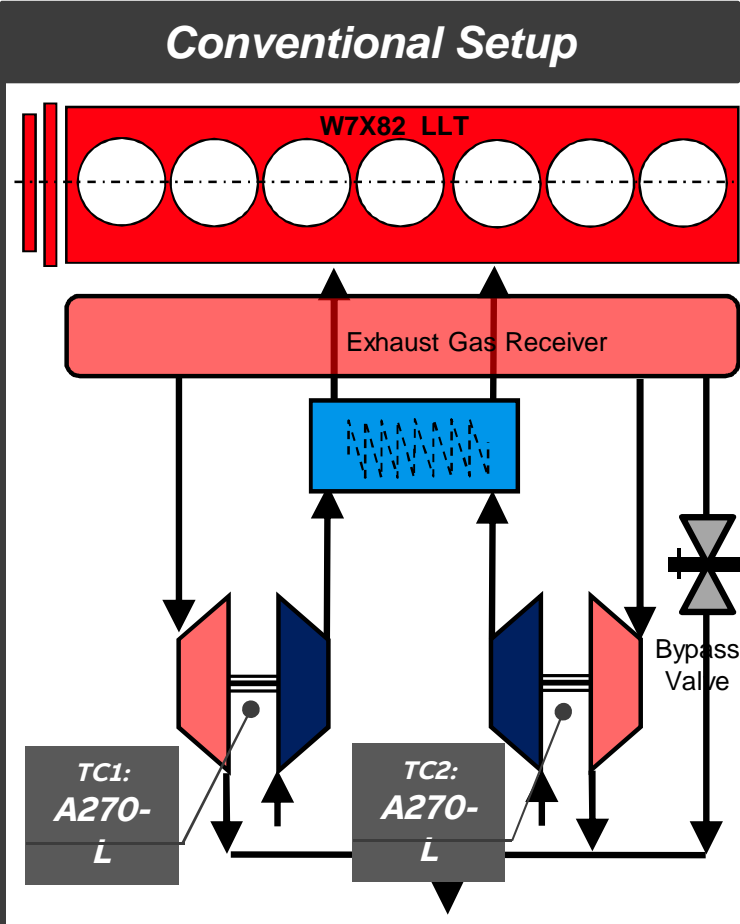 Conventional Setup
W7X82 LLT
Exhaust Gas Receiver
Bypass
Valve
TC1:
A270-
L
TC2:
A270-
L